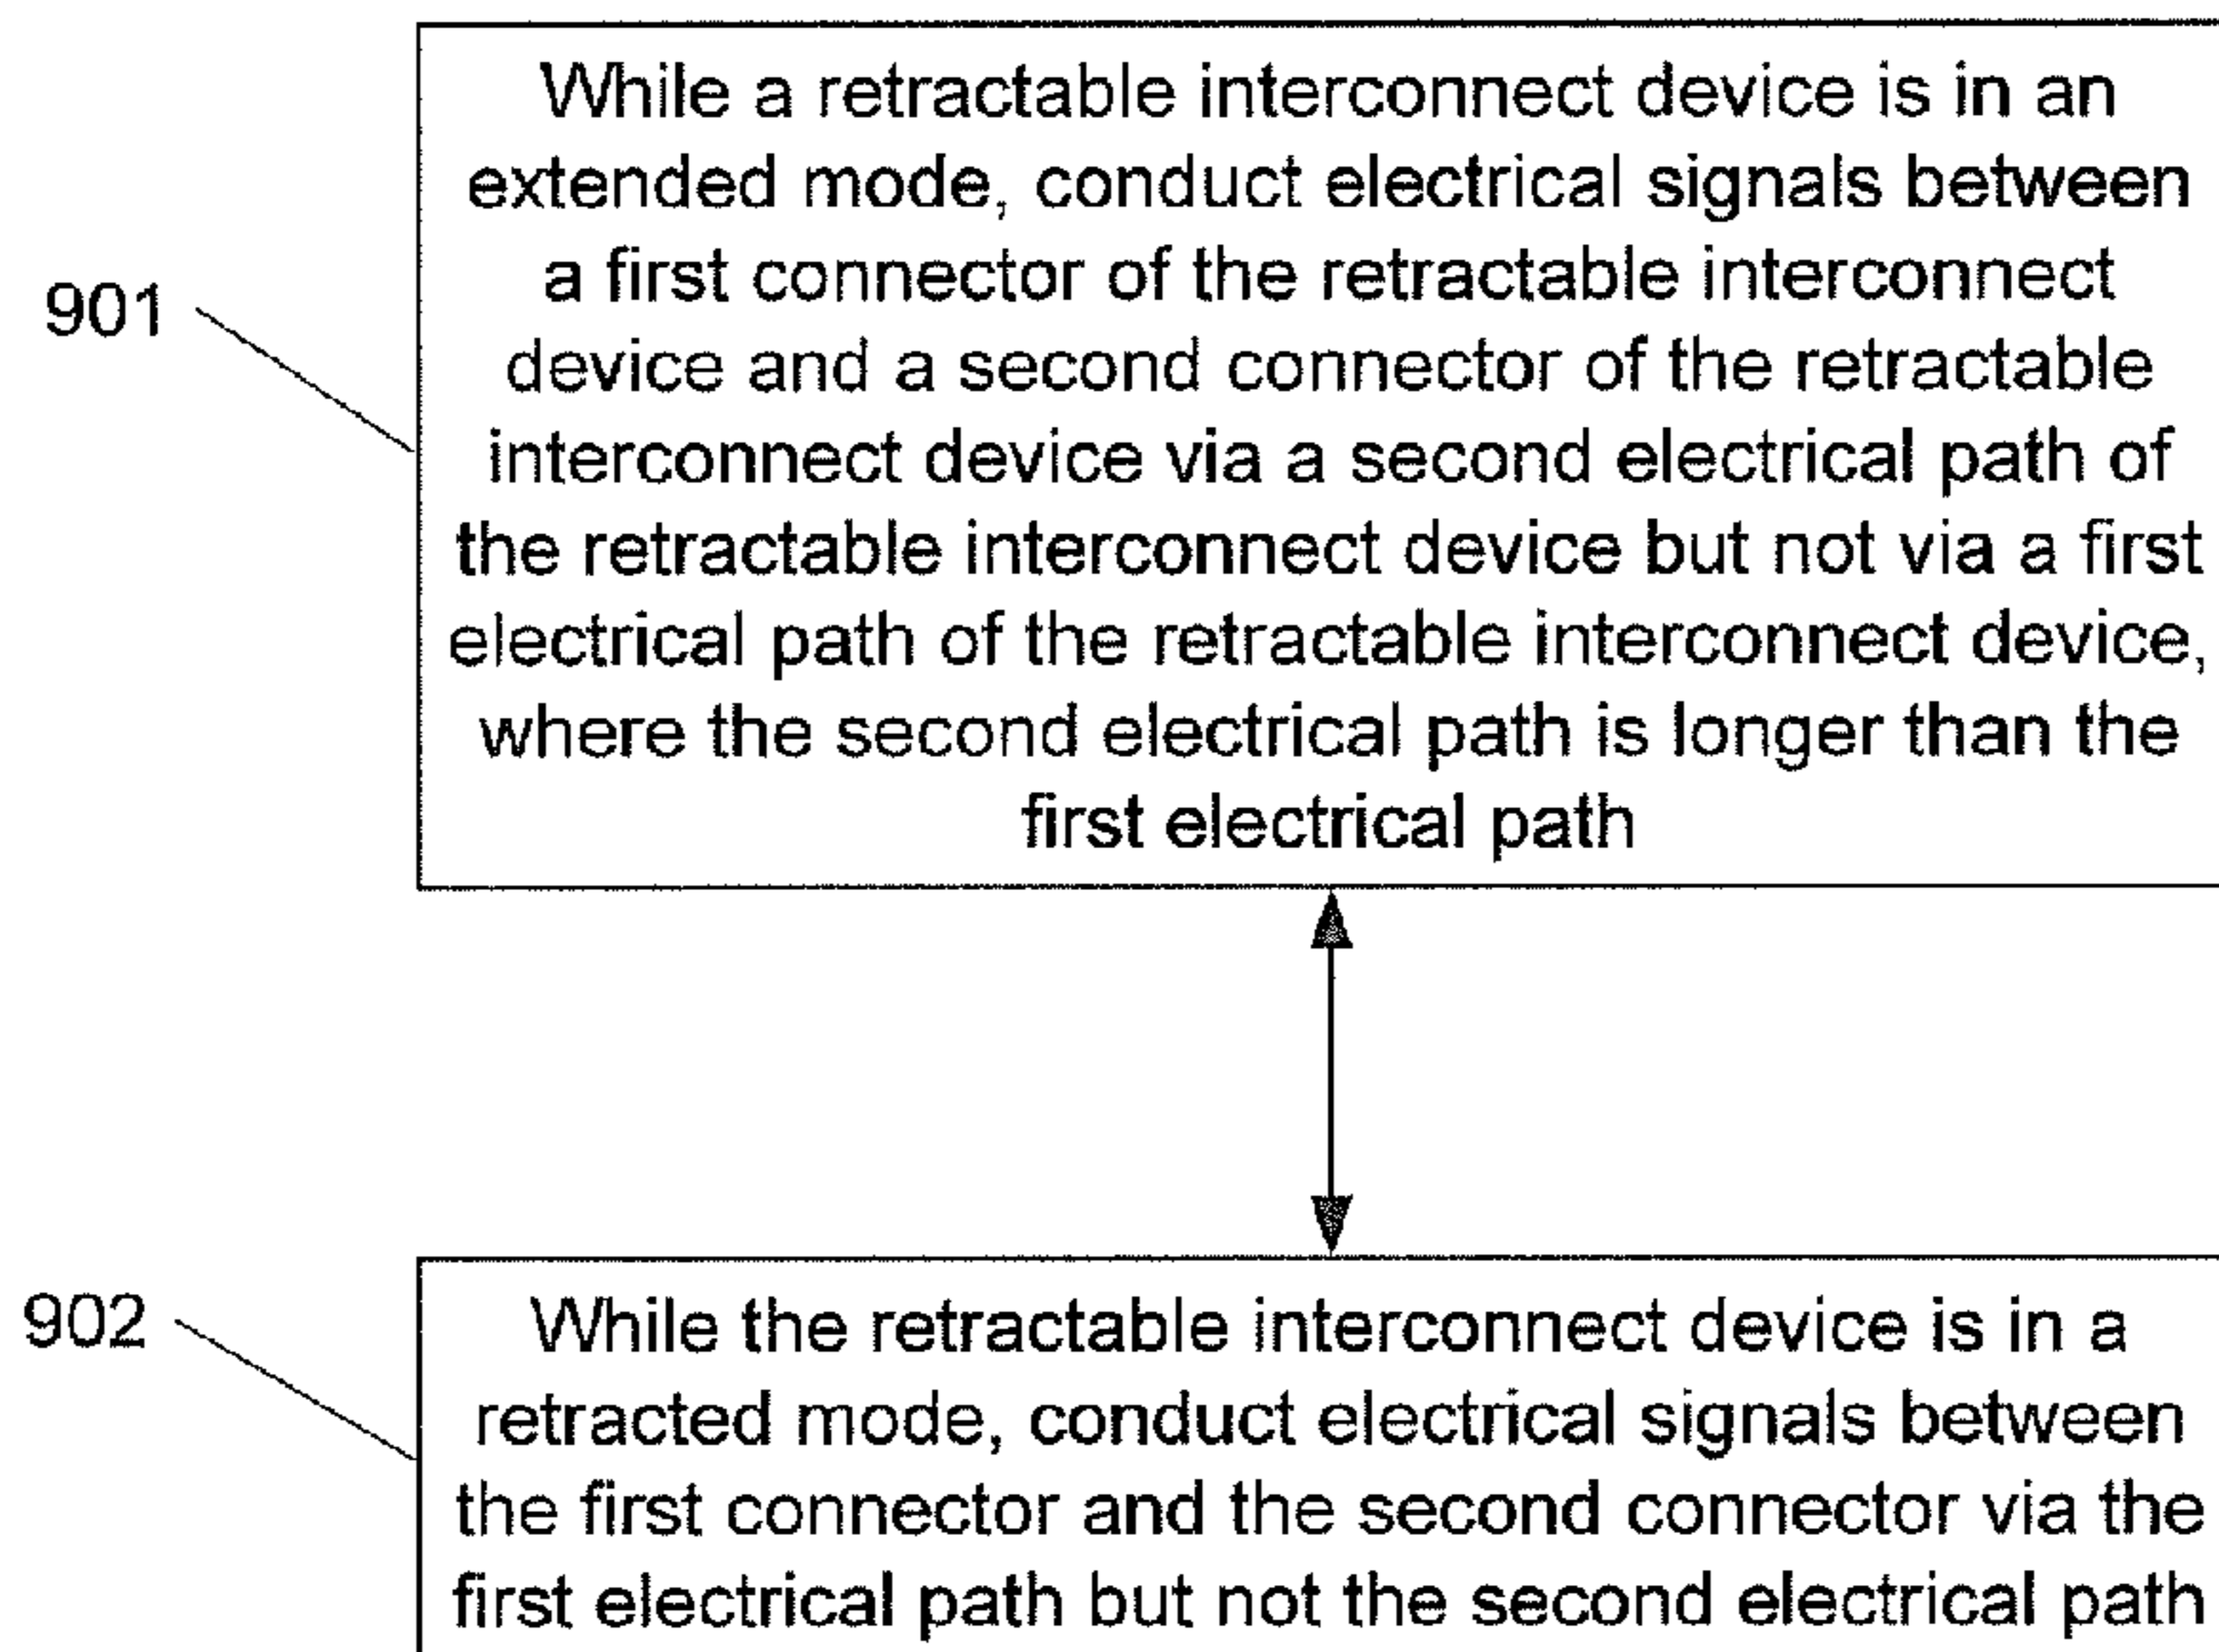 While a retractable interconnect device is in an
extended mode, conduct electrical signals between
a first connector of the retractable interconnect
device and a second connector of the retractable
interconnect device via a second electrical path of
the retractable interconnect device but not via a first
electrical path of the retractable interconnect device,
where the second electrical path is longer than the
first electrical path
901
902
While the retractable interconnect device is in a
retracted mode, conduct electrical signals between
the first connector and the second connector via the
first electrical path but not the second electrical path